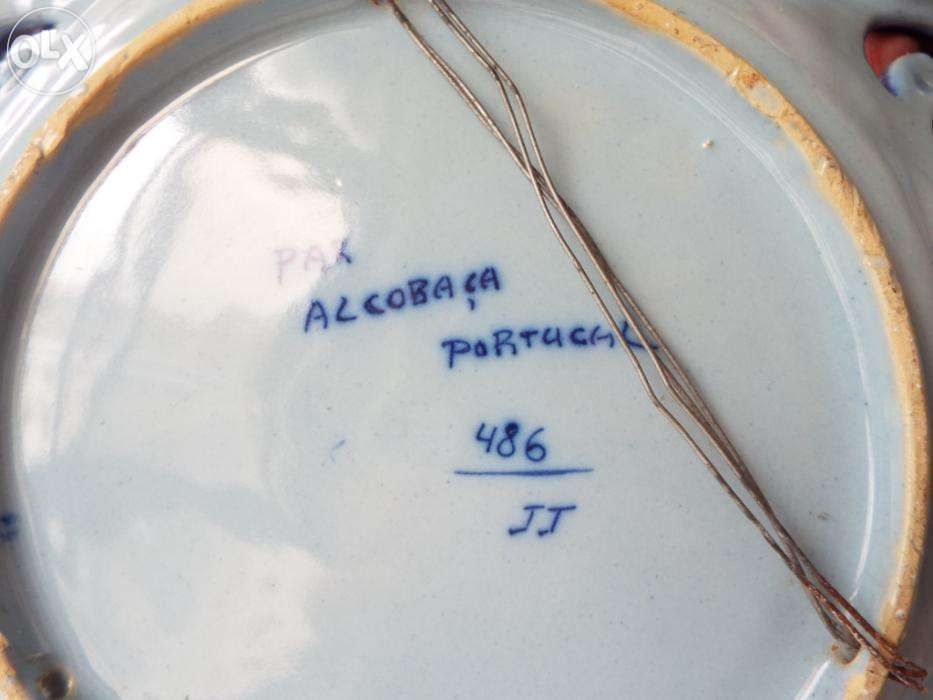 OLX
PAX
ALCOBAÇA
PORTUGAL
486
JJ